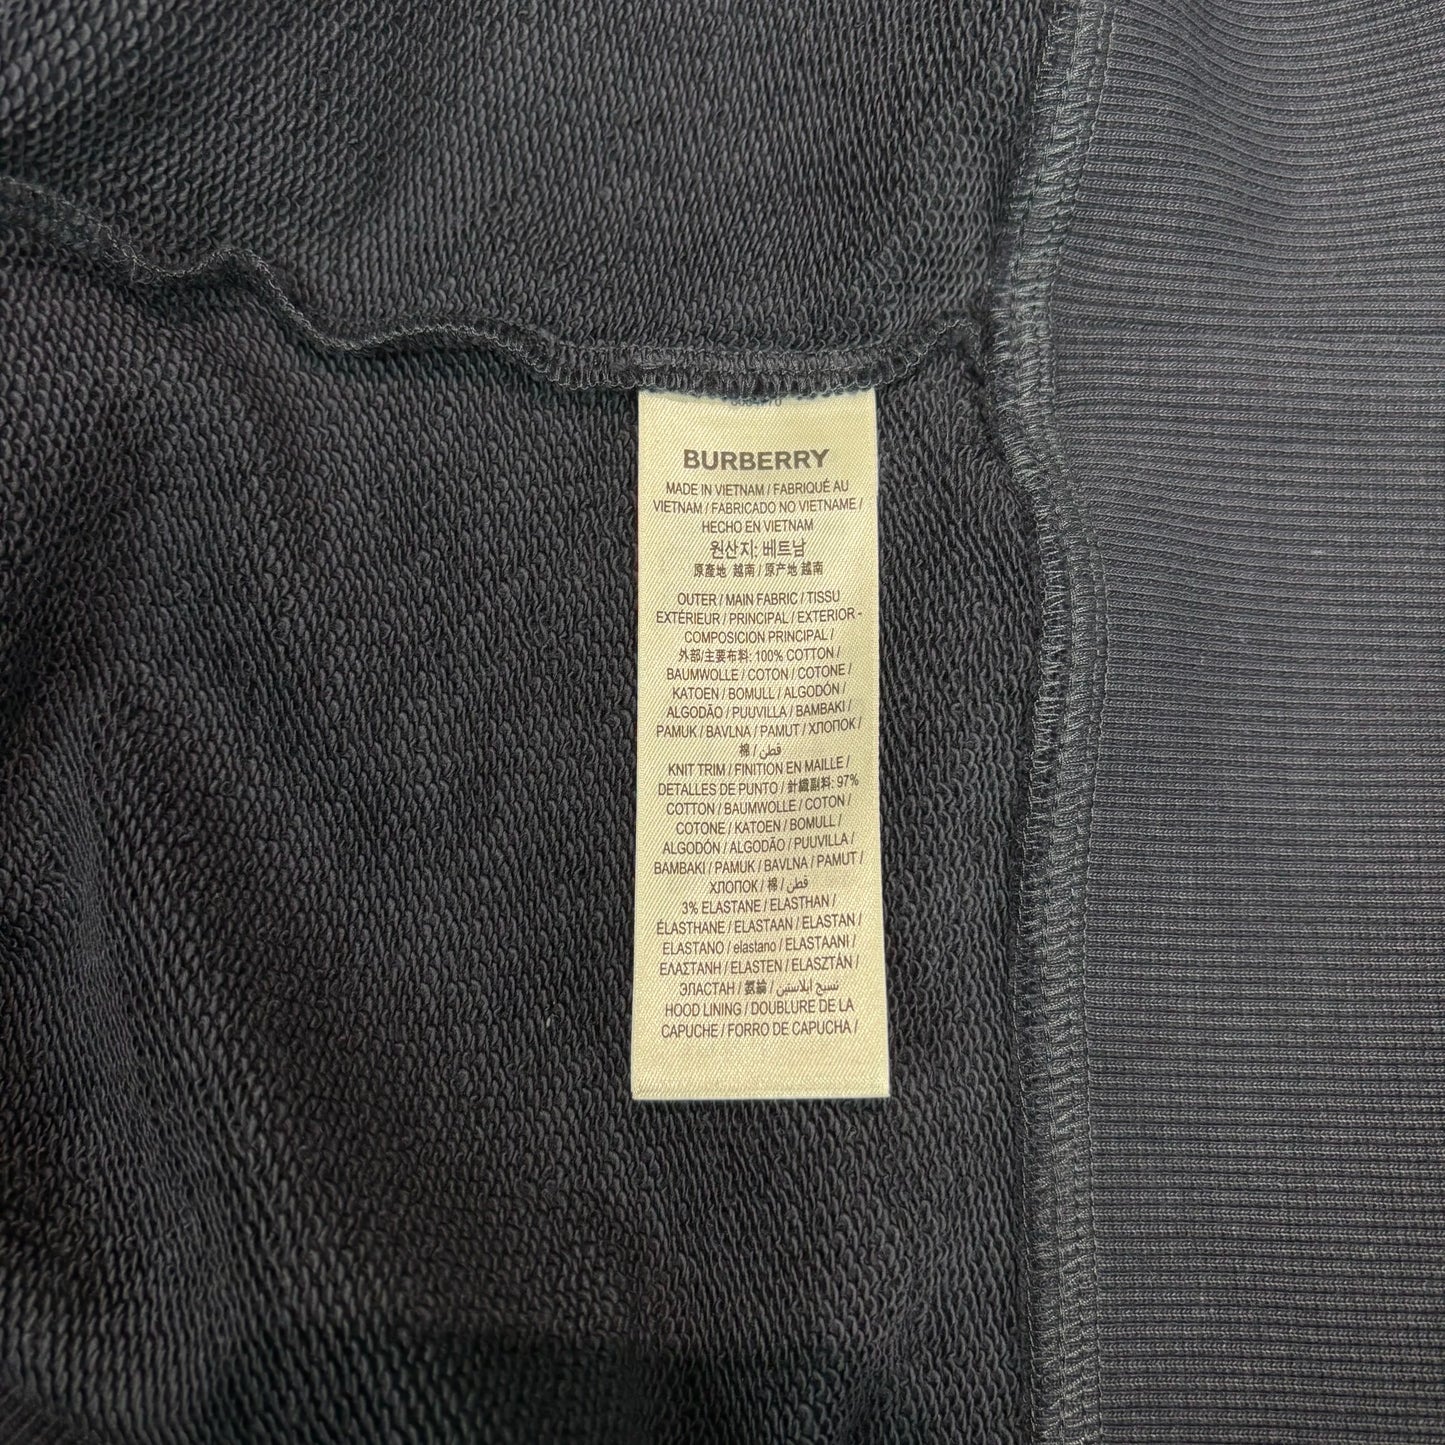 BURBERRY
MADE IN VIETNAM / FABRIQUÉ AU
VIETNAM / FABRICADO NO VIETNAME /
HECHO EN VIETNAM
원산지: 베트남
原產地 越南 / 原产地 越南
OUTER / MAIN FABRIC / TISSU
EXTÉRIEUR / PRINCIPAL / EXTERIOR -
COMPOSICIÓN PRINCIPAL /
外部/主要布料: 100% COTTON /
BAUMWOLLE / COTON / COTONE /
KATOEN / BOMULL / ALGODÓN /
ALGODÃO / PUUVILLA / BAMBAKI /
PAMUK / BAVLNA / PAMUT / ХЛОПОК /
棉 / قطن
KNIT TRIM / FINITION EN MAILLE /
DETALLES DE PUNTO / 針織副料: 97%
COTTON / BAUMWOLLE / COTON /
COTONE / KATOEN / BOMULL /
ALGODÓN / ALGODÃO / PUUVILLA /
BAMBAKI / PAMUK / BAVLNA / PAMUT /
ХЛОПОК / 棉 / قطن
3% ELASTANE / ELASTHAN /
ÉLASTHANE / ELASTAAN / ELASTAN /
ELASTANO / elastano / ELASTAANI /
ΕΛΑΣΤΑΝΗ / ELASTEN / ELASZTÁN /
ЭЛАСТАН / 氨綸 / نسيج ايلاستين /
HOOD LINING / DOUBLURE DE LA
CAPUCHE / FORRO DE CAPUCHA /